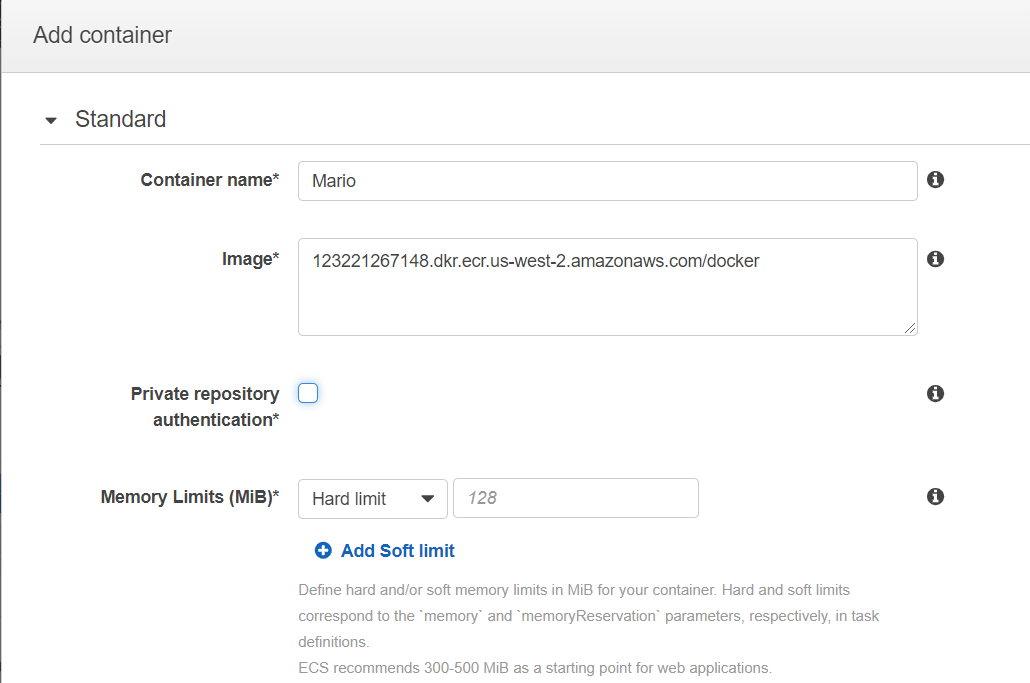 Add container
Standard
Container name*
Mario
Image*
123221267148.dkr.ecr.us-west-2.amazonaws.com/docker
Private repository
authentication*
Memory Limits (MiB)*
Hard limit
128
Add Soft limit
Define hard and/or soft memory limits in MiB for your container. Hard and soft limits
correspond to the `memory` and `memoryReservation` parameters, respectively, in task
definitions.
ECS recommends 300-500 MiB as a starting point for web applications.